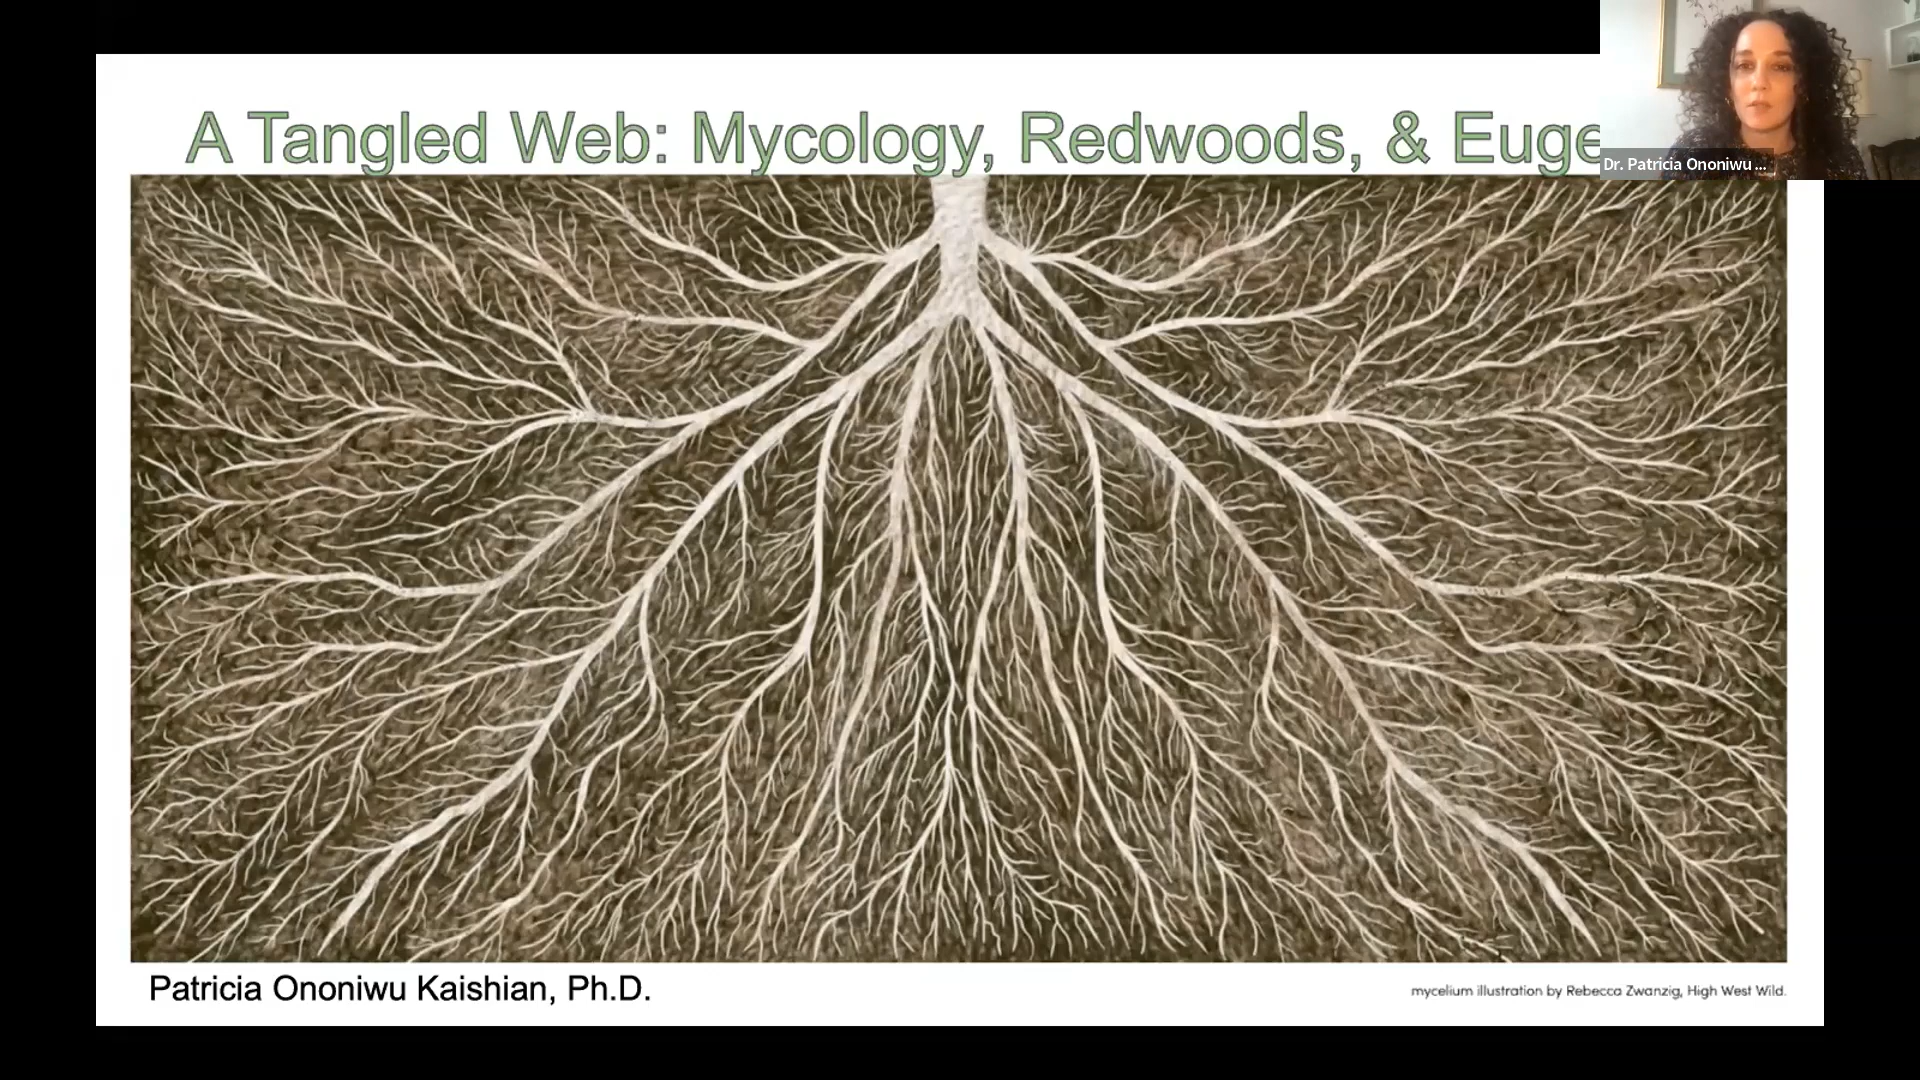 A Tangled Web: Mycology, Redwoods, & Euge
Dr. Patricia Ononiwu ...
Patricia Ononiwu Kaishian, Ph.D.
mycelium illustration by Rebecca Zwanzig, High West Wild.